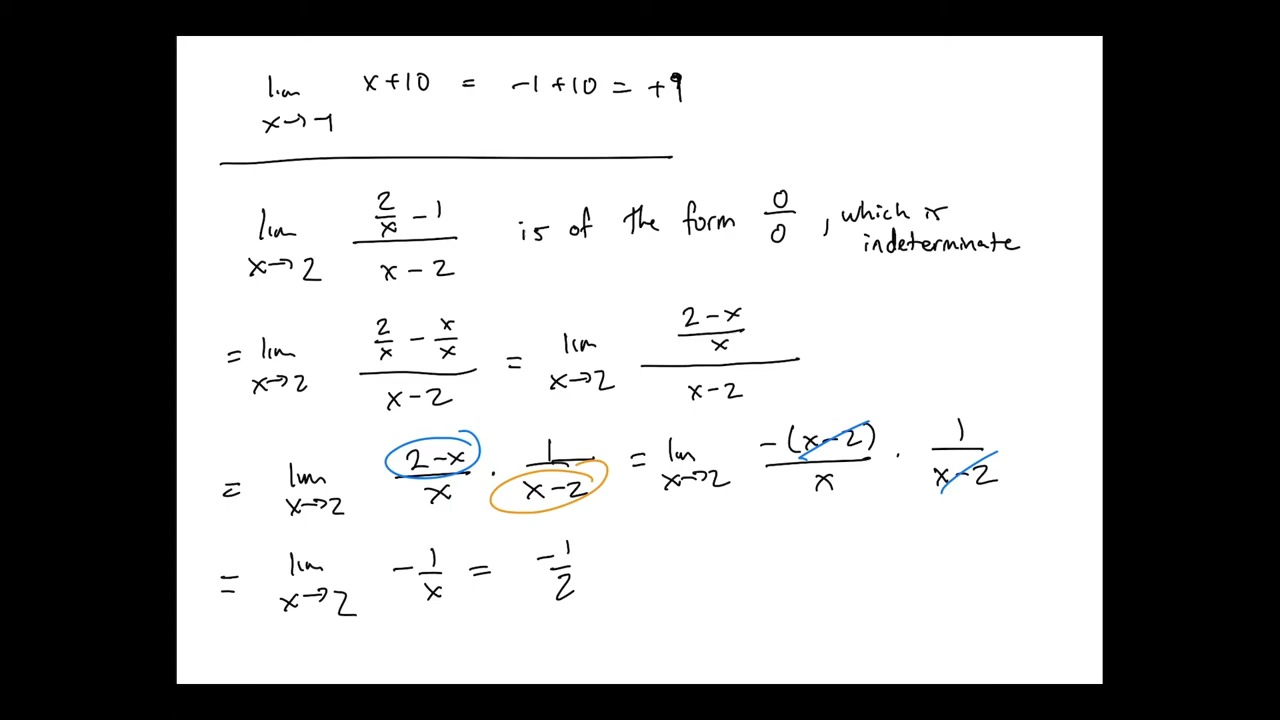 lim x→-1 x+10 = -1+10 = +9
lim x→2 (2/x - 1)/(x-2) is of the form 0/0, which is
indeterminate
= lim x→2 (2/x - x/x)/(x-2) = lim x→2 ((2-x)/x)/(x-2)
= lim x→2 (2-x)/x · 1/(x-2) = lim x→2 -(x-2)/x · 1/(x-2)
= lim x→2 -1/x = -1/2